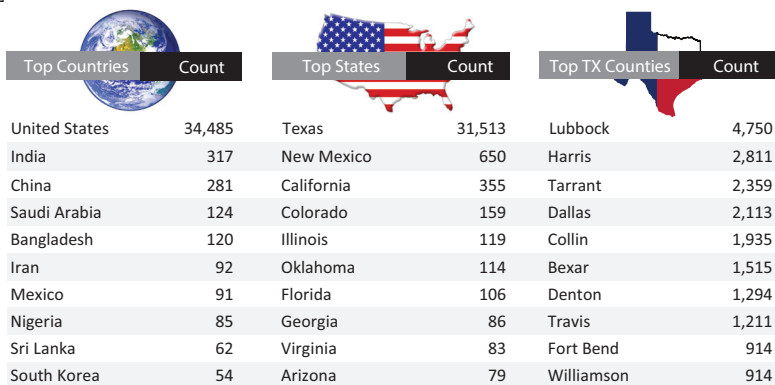 Top Countries Count Top States Count Top TX Counties Count
United States 34,485 Texas 31,513 Lubbock 4,750
India 317 New Mexico 650 Harris 2,811
China 281 California 355 Tarrant 2,359
Saudi Arabia 124 Colorado 159 Dallas 2,113
Bangladesh 120 Illinois 119 Collin 1,935
Iran 92 Oklahoma 114 Bexar 1,515
Mexico 91 Florida 106 Denton 1,294
Nigeria 85 Georgia 86 Travis 1,211
Sri Lanka 62 Virginia 83 Fort Bend 914
South Korea 54 Arizona 79 Williamson 914